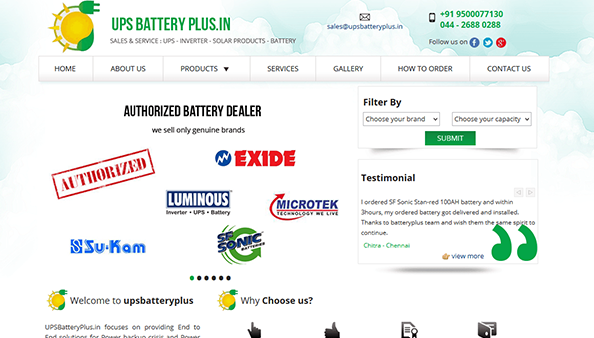 UPS BATTERY PLUS.IN
SALES & SERVICE : UPS - INVERTER - SOLAR PRODUCTS - BATTERY
sales@upsbatteryplus.in
+91 9500077130
044 - 2688 0288
Follow us on
HOME ABOUT US PRODUCTS SERVICES GALLERY HOW TO ORDER CONTACT US
AUTHORIZED BATTERY DEALER
we sell only genuine brands
AUTHORIZED
EXIDE
LUMINOUS
Inverter • UPS • Battery
MICROTEK
TECHNOLOGY WE LIVE
Su-Kam
SF SONIC
BATTERIES
Filter By
Choose your brand Choose your capacity
SUBMIT
Testimonial
I ordered SF Sonic Stan-red 100AH battery and within
3hours, my ordered battery got delivered and installed.
Thanks to batteryplus team and wish them the same spirit to
continue.
Chitra - Chennai
view more
Welcome to upsbatteryplus
Why Choose us?
UPSBatteryPlus.in focuses on providing End to
End solutions for Power backup crisis and Power